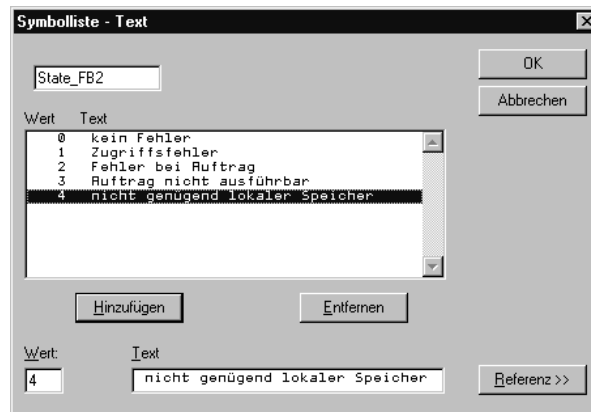 Symbolliste - Text
State_FB2
OK
Abbrechen
Wert Text
0 kein Fehler
1 Zugriffsfehler
2 Fehler bei Auftrag
3 Auftrag nicht ausführbar
4 nicht genügend lokaler Speicher
Hinzufügen Entfernen
Wert: Text
4 nicht genügend lokaler Speicher Referenz >>